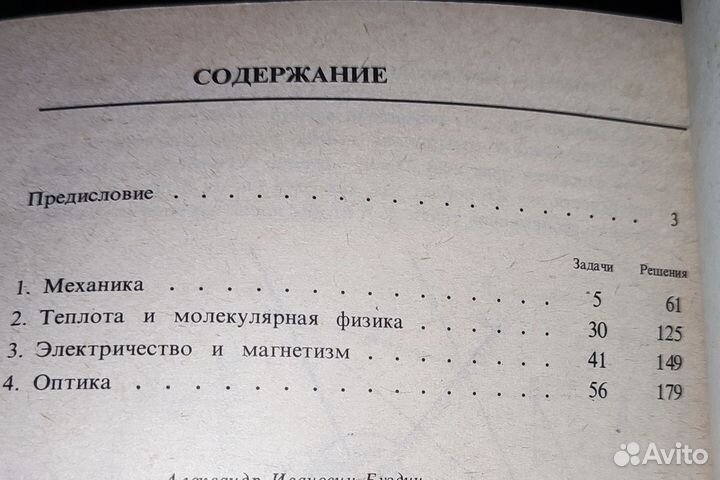 СОДЕРЖАНИЕ
Предисловие . . . . . . . . . . . . . . . . . . 3
Задачи Решения
1. Механика . . . . . . . . . . . . . . 5 61
2. Теплота и молекулярная физика . . . . . 30 125
3. Электричество и магнетизм . . . . . . . 41 149
4. Оптика . . . . . . . . . . . . . . 56 179
Александр
Avito